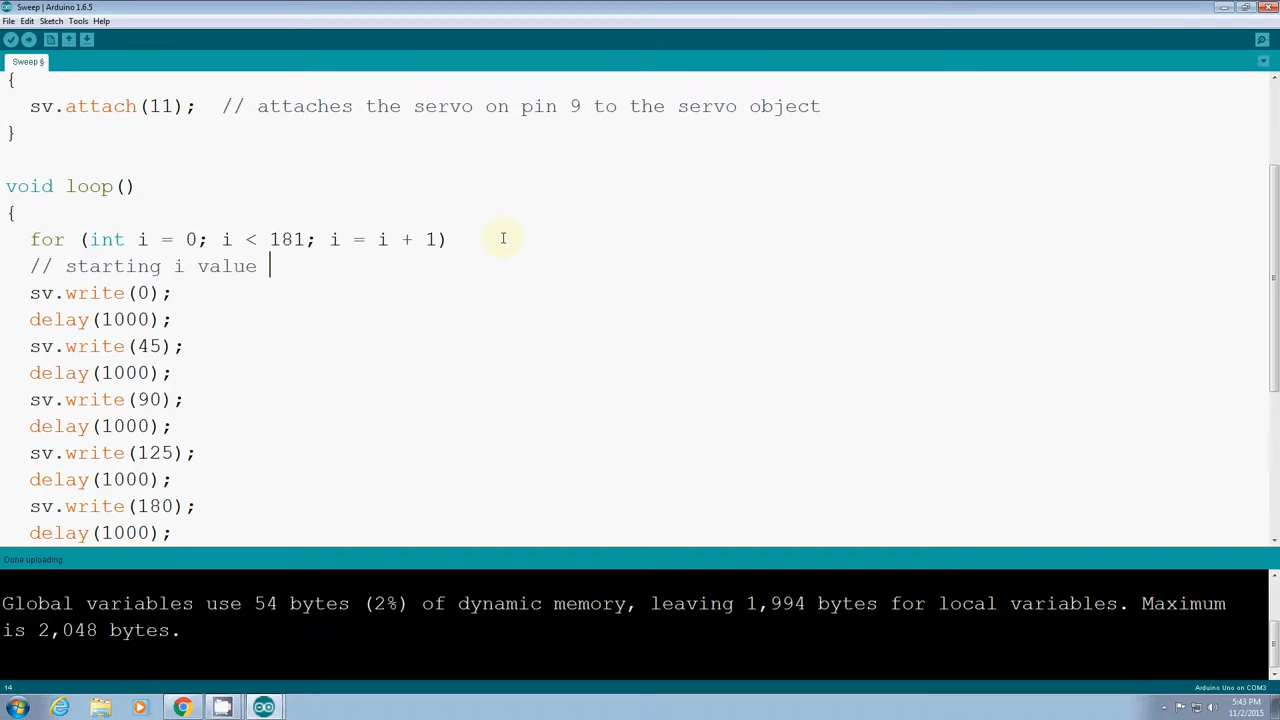 Sweep | Arduino 1.6.5
File Edit Sketch Tools Help
Sweep §
{
sv.attach(11); // attaches the servo on pin 9 to the servo object
}
void loop()
{
for (int i = 0; i < 181; i = i + 1)
// starting i value
sv.write(0);
delay(1000);
sv.write(45);
delay(1000);
sv.write(90);
delay(1000);
sv.write(125);
delay(1000);
sv.write(180);
delay(1000);
Done uploading.
Global variables use 54 bytes (2%) of dynamic memory, leaving 1,994 bytes for local variables. Maximum
is 2,048 bytes.
14
Arduino Uno on COM3
5:43 PM
11/2/2015